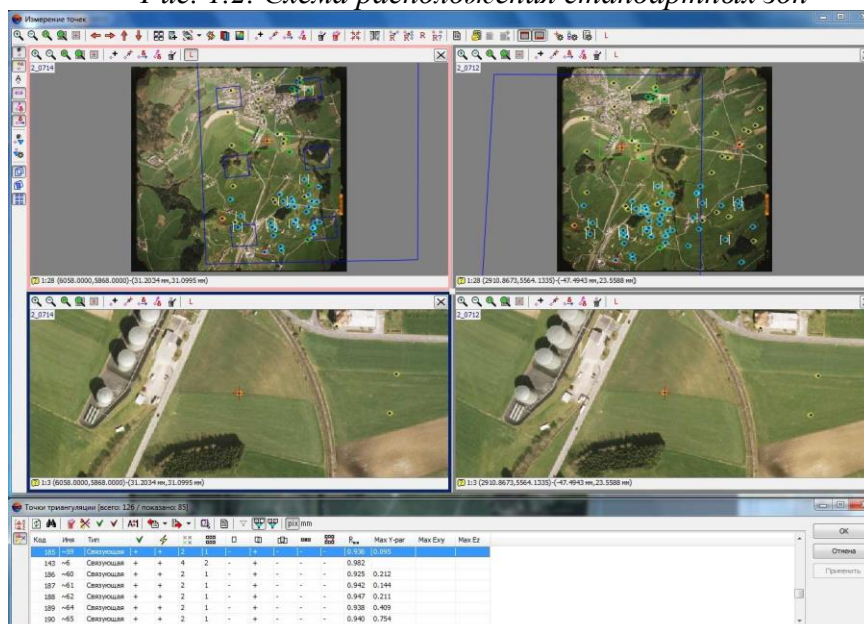 Рис. 1.2. Схема расположения стандартных зон
Измерение точек
2_0714
2_0712
1:28 (6058.0000,5868.0000)-(31.2034 мм,31.0995 мм)
1:28 (2910.8673,5564.1335)-(-47.4943 мм,23.5588 мм)
2_0714
2_0712
1:3 (6058.0000,5868.0000)-(31.2034 мм,31.0995 мм)
1:3 (2910.8673,5564.1335)-(-47.4943 мм,23.5588 мм)
Точки триангуляции [всего: 126 / показано: 85]
pix mm
Код Имя Тип Max Y-par Max Exy Max Ez
185 ~59 Связующая + + 2 1 - + - - - 0.936 0.095
143 ~6 Связующая + + 4 2 - + - - - 0.982
186 ~60 Связующая + + 2 1 - + - - - 0.925 0.212
187 ~61 Связующая + + 2 1 - + - - - 0.942 0.144
188 ~62 Связующая + + 2 1 - + - - - 0.947 0.211
189 ~64 Связующая + + 2 1 - + - - - 0.938 0.409
190 ~65 Связующая + + 2 1 - + - - - 0.940 0.754
OK
Отмена
Применить